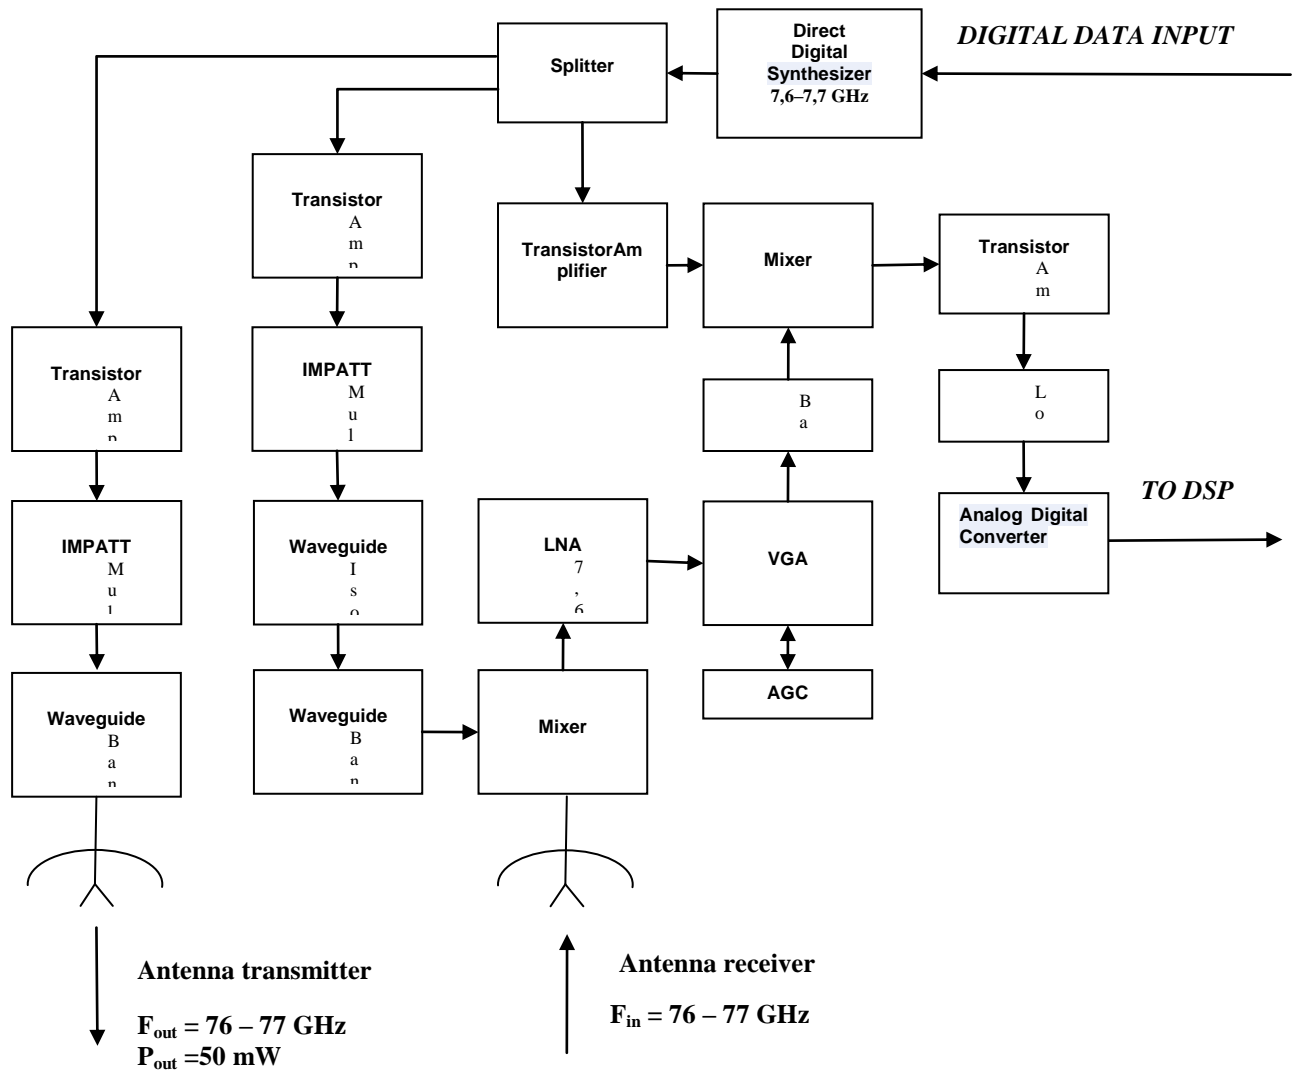 DIGITAL DATA INPUT
Direct
Digital
Synthesizer
7,6–7,7 GHz
Splitter
Transistor
A
m
p
TransistorAm
plifier
Mixer
Transistor
A
m
Transistor
A
m
p
IMPATT
M
u
l
B
a
L
o
TO DSP
IMPATT
M
u
l
Waveguide
I
s
o
LNA
7
,
6
VGA
Analog Digital
Converter
Waveguide
B
a
n
Waveguide
B
a
n
Mixer
AGC
Antenna transmitter
Fout = 76 – 77 GHz
Pout =50 mW
Antenna receiver
Fin = 76 – 77 GHz